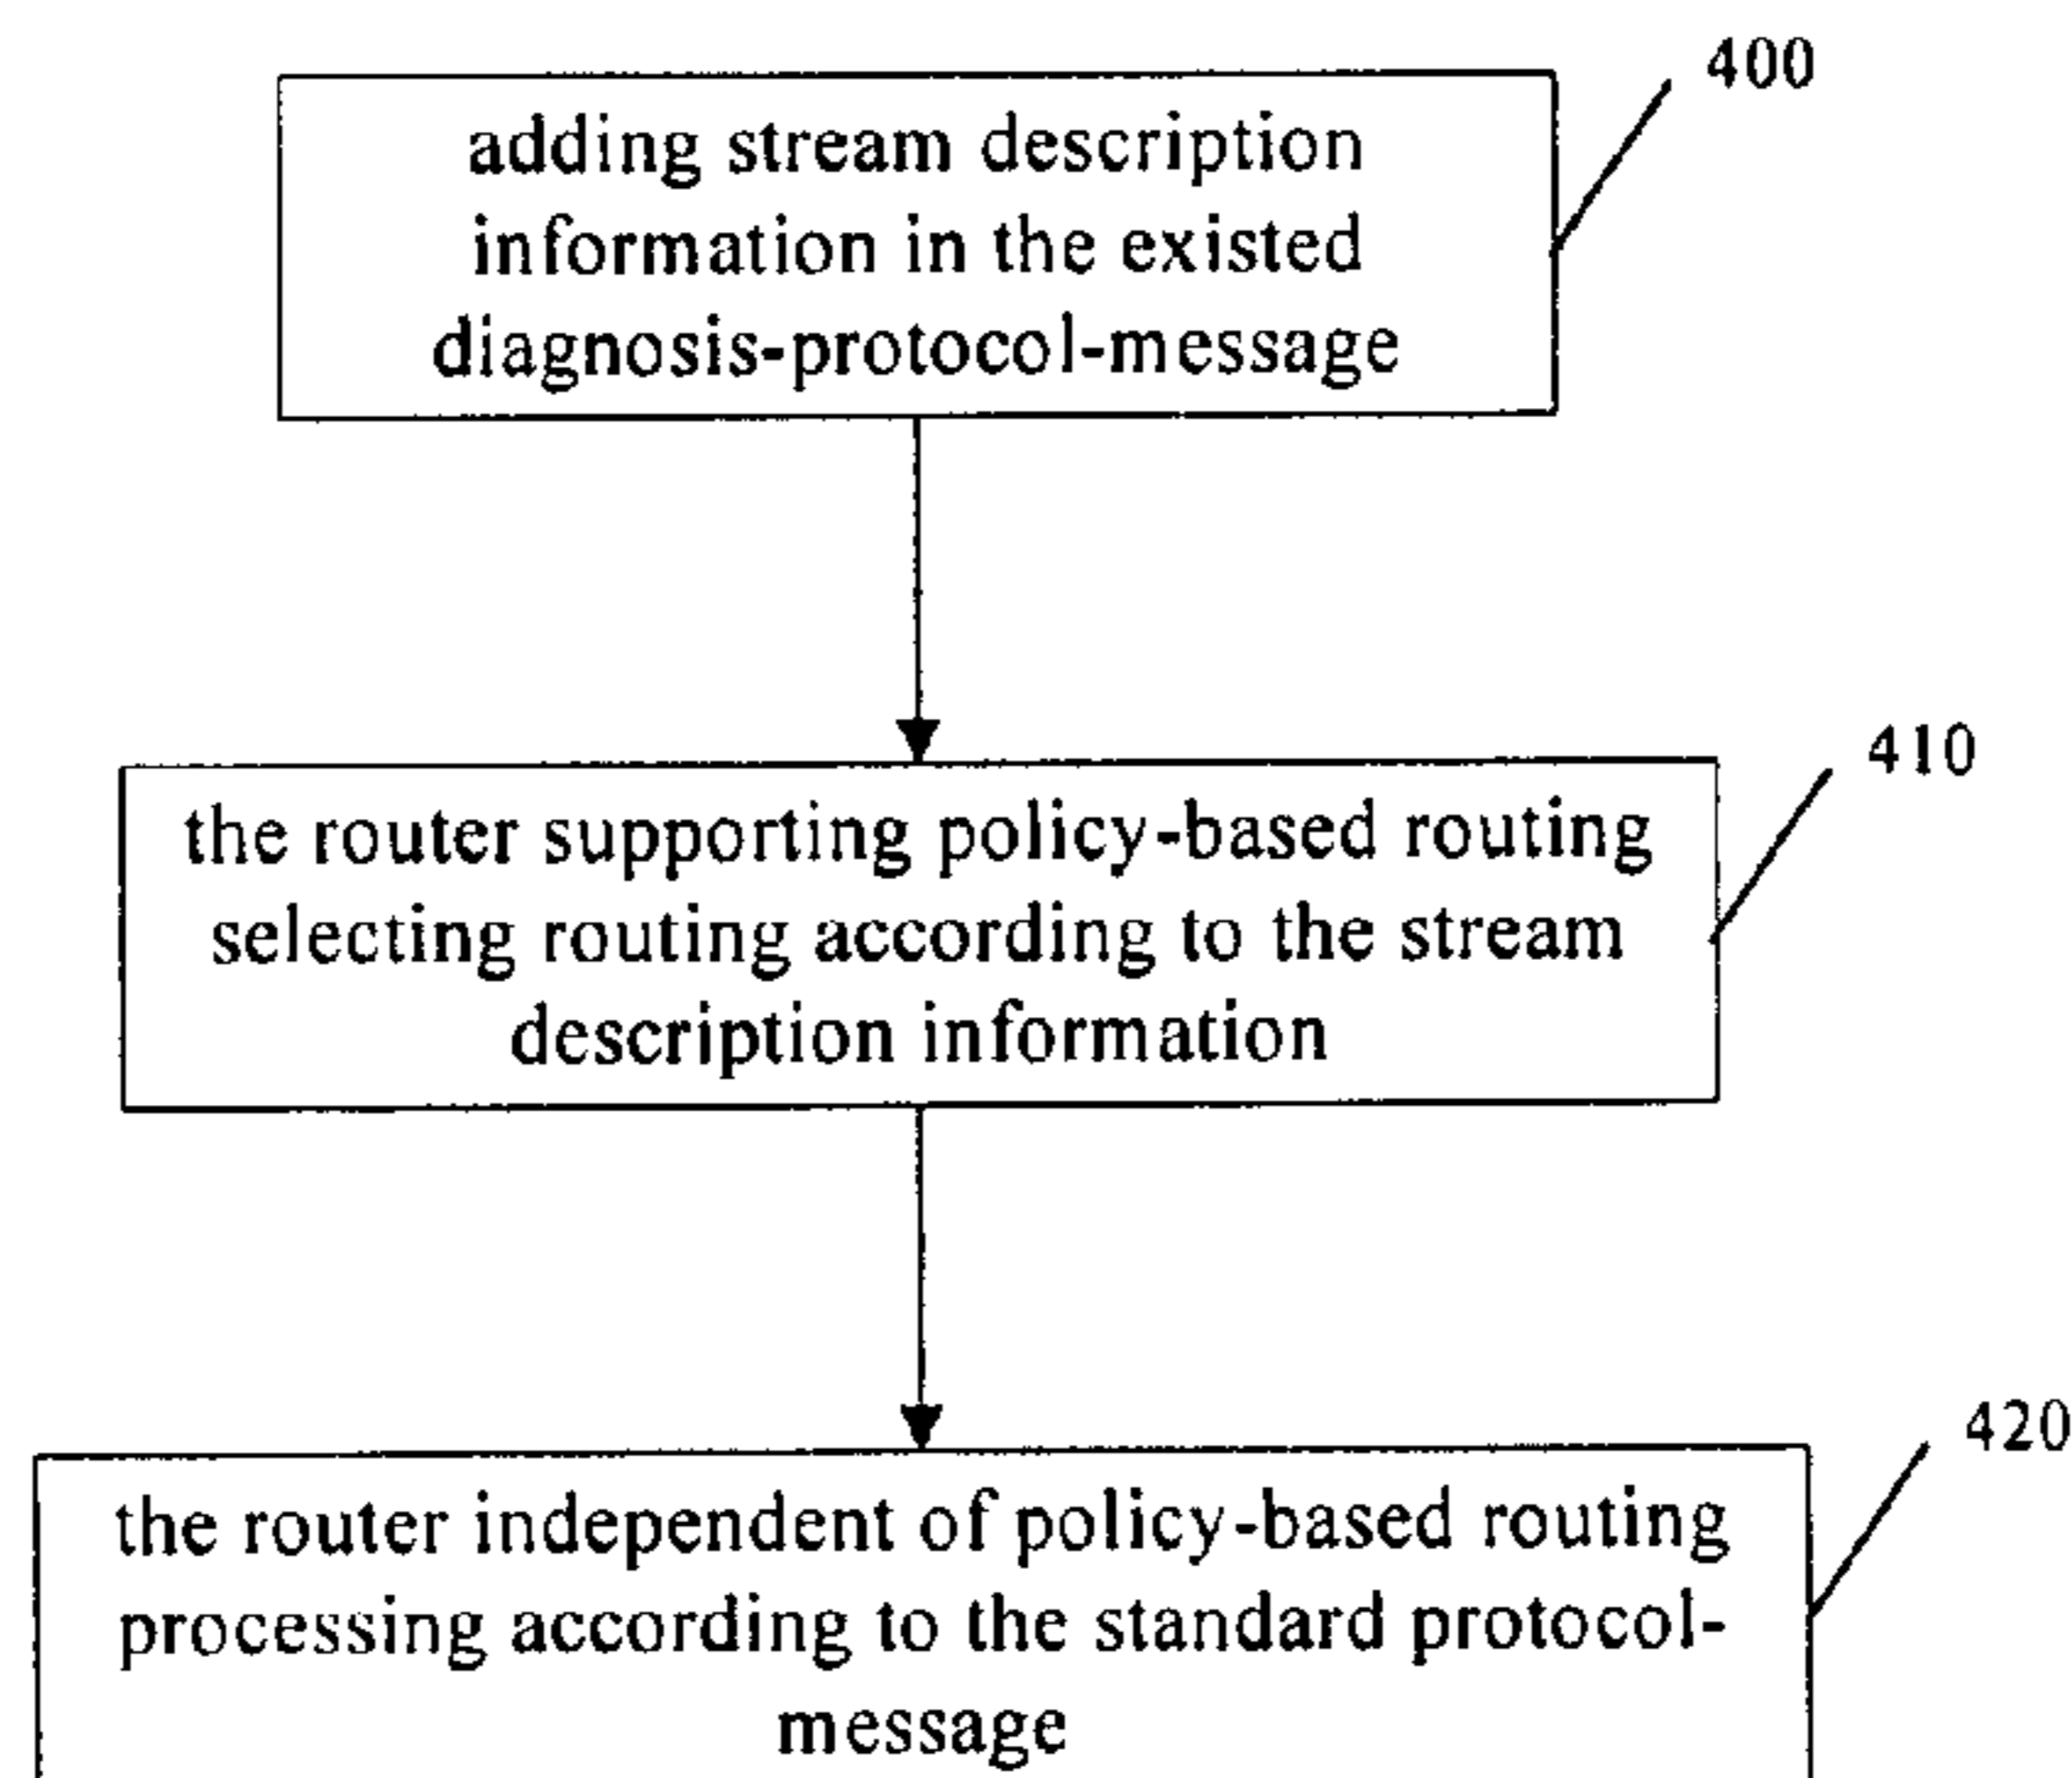 400
adding stream description
information in the existed
diagnosis-protocol-message
410
the router supporting policy-based routing
selecting routing according to the stream
description information
420
the router independent of policy-based routing
processing according to the standard protocol-
message